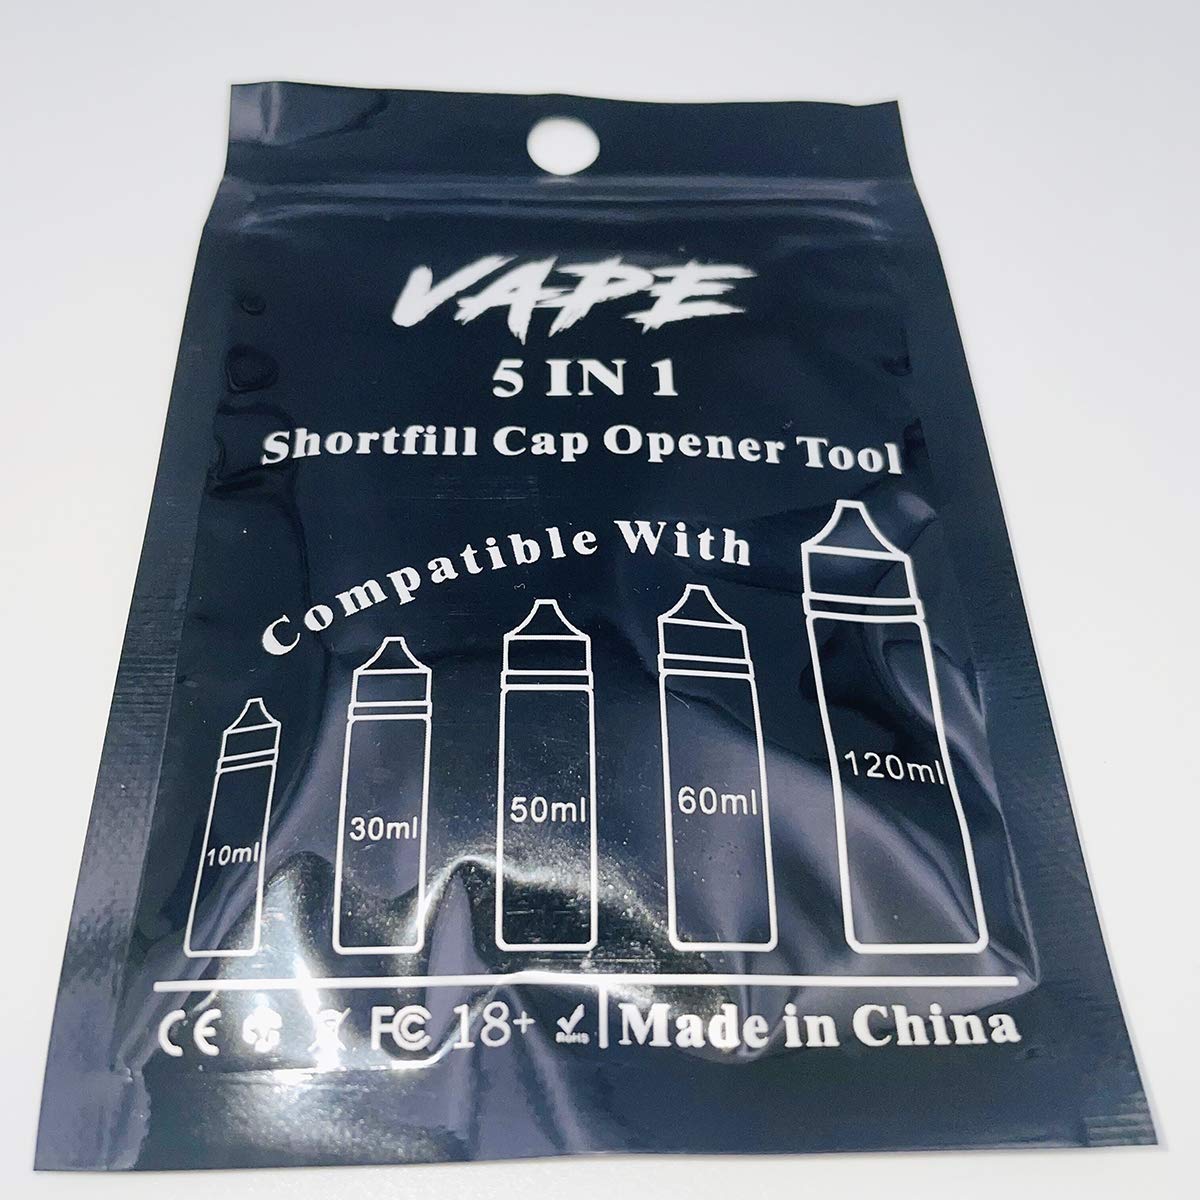 VAPE
5 IN 1
Shortfill Cap Opener Tool
Compatible With
10ml
30ml
50ml
60ml
120ml
CE FC 18+ RoHS Made in China